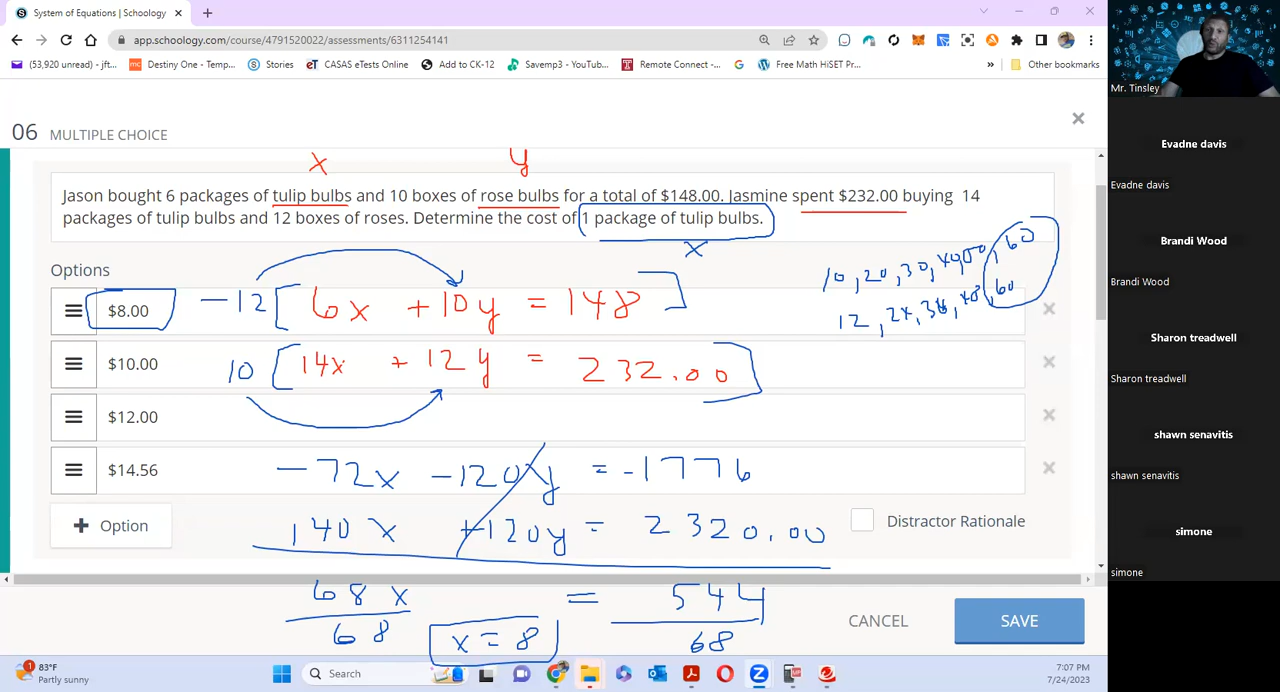 System of Equations | Schoology
app.schoology.com/course/4791520022/assessments/6311254141
(53,920 unread) - jft...
Destiny One - Temp...
Stories
CASAS eTests Online
Add to CK-12
Savemp3 - YouTub...
Remote Connect -...
Free Math HiSET Pr...
»
Other bookmarks
Mr. Tinsley
06 MULTIPLE CHOICE
x y
Jason bought 6 packages of tulip bulbs and 10 boxes of rose bulbs for a total of $148.00. Jasmine spent $232.00 buying 14
packages of tulip bulbs and 12 boxes of roses. Determine the cost of 1 package of tulip bulbs.
x
Options
10, 20, 30, 40, 50, 60
12, 24, 36, 48, 60
$8.00
-12 [6x + 10y = 148]
$10.00
10 [14x + 12y = 232.00]
$12.00
$14.56
-72x -120y = -1776
+ Option
140x +120y = 2320.00
Distractor Rationale
68x = 544
68 68
x = 8
CANCEL
SAVE
Evadne davis
Evadne davis
Brandi Wood
Brandi Wood
Sharon treadwell
Sharon treadwell
shawn senavitis
shawn senavitis
simone
simone
1
83°F
Partly sunny
Search
7:07 PM
7/24/2023